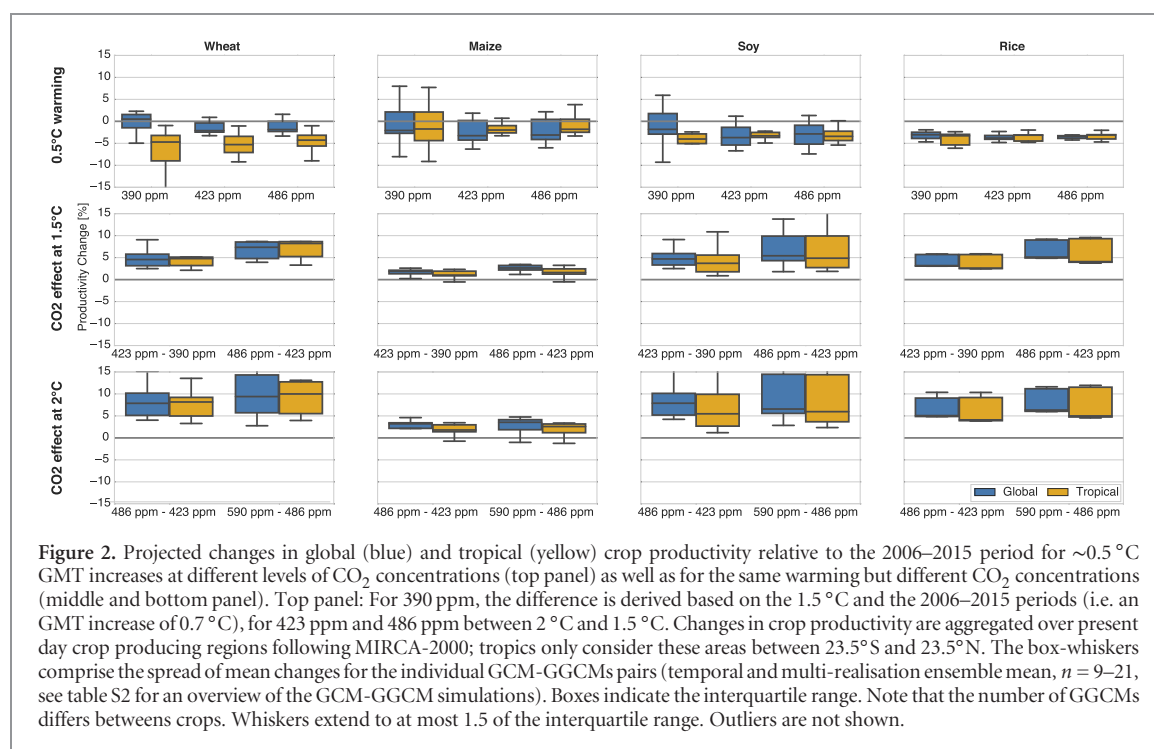 Wheat Maize Soy Rice
0.5°C warming
15 10 5 0 −5 −10 −15
390 ppm 423 ppm 486 ppm 390 ppm 423 ppm 486 ppm 390 ppm 423 ppm 486 ppm 390 ppm 423 ppm 486 ppm
CO2 effect at 1.5°C
Productivity Change [%]
15 10 5 0 −5 −10 −15
423 ppm - 390 ppm 486 ppm - 423 ppm 423 ppm - 390 ppm 486 ppm - 423 ppm 423 ppm - 390 ppm 486 ppm - 423 ppm 423 ppm - 390 ppm 486 ppm - 423 ppm
CO2 effect at 2°C
15 10 5 0 −5 −10 −15
Global Tropical
486 ppm - 423 ppm 590 ppm - 486 ppm 486 ppm - 423 ppm 590 ppm - 486 ppm 486 ppm - 423 ppm 590 ppm - 486 ppm 486 ppm - 423 ppm 590 ppm - 486 ppm
Figure 2. Projected changes in global (blue) and tropical (yellow) crop productivity relative to the 2006–2015 period for ∼0.5 °C
GMT increases at different levels of CO₂ concentrations (top panel) as well as for the same warming but different CO₂ concentrations
(middle and bottom panel). Top panel: For 390 ppm, the difference is derived based on the 1.5 °C and the 2006–2015 periods (i.e. an
GMT increase of 0.7 °C), for 423 ppm and 486 ppm between 2 °C and 1.5 °C. Changes in crop productivity are aggregated over present
day crop producing regions following MIRCA-2000; tropics only consider these areas between 23.5°S and 23.5°N. The box-whiskers
comprise the spread of mean changes for the individual GCM-GGCMs pairs (temporal and multi-realisation ensemble mean, n = 9–21,
see table S2 for an overview of the GCM-GGCM simulations). Boxes indicate the interquartile range. Note that the number of GGCMs
differs betweens crops. Whiskers extend to at most 1.5 of the interquartile range. Outliers are not shown.